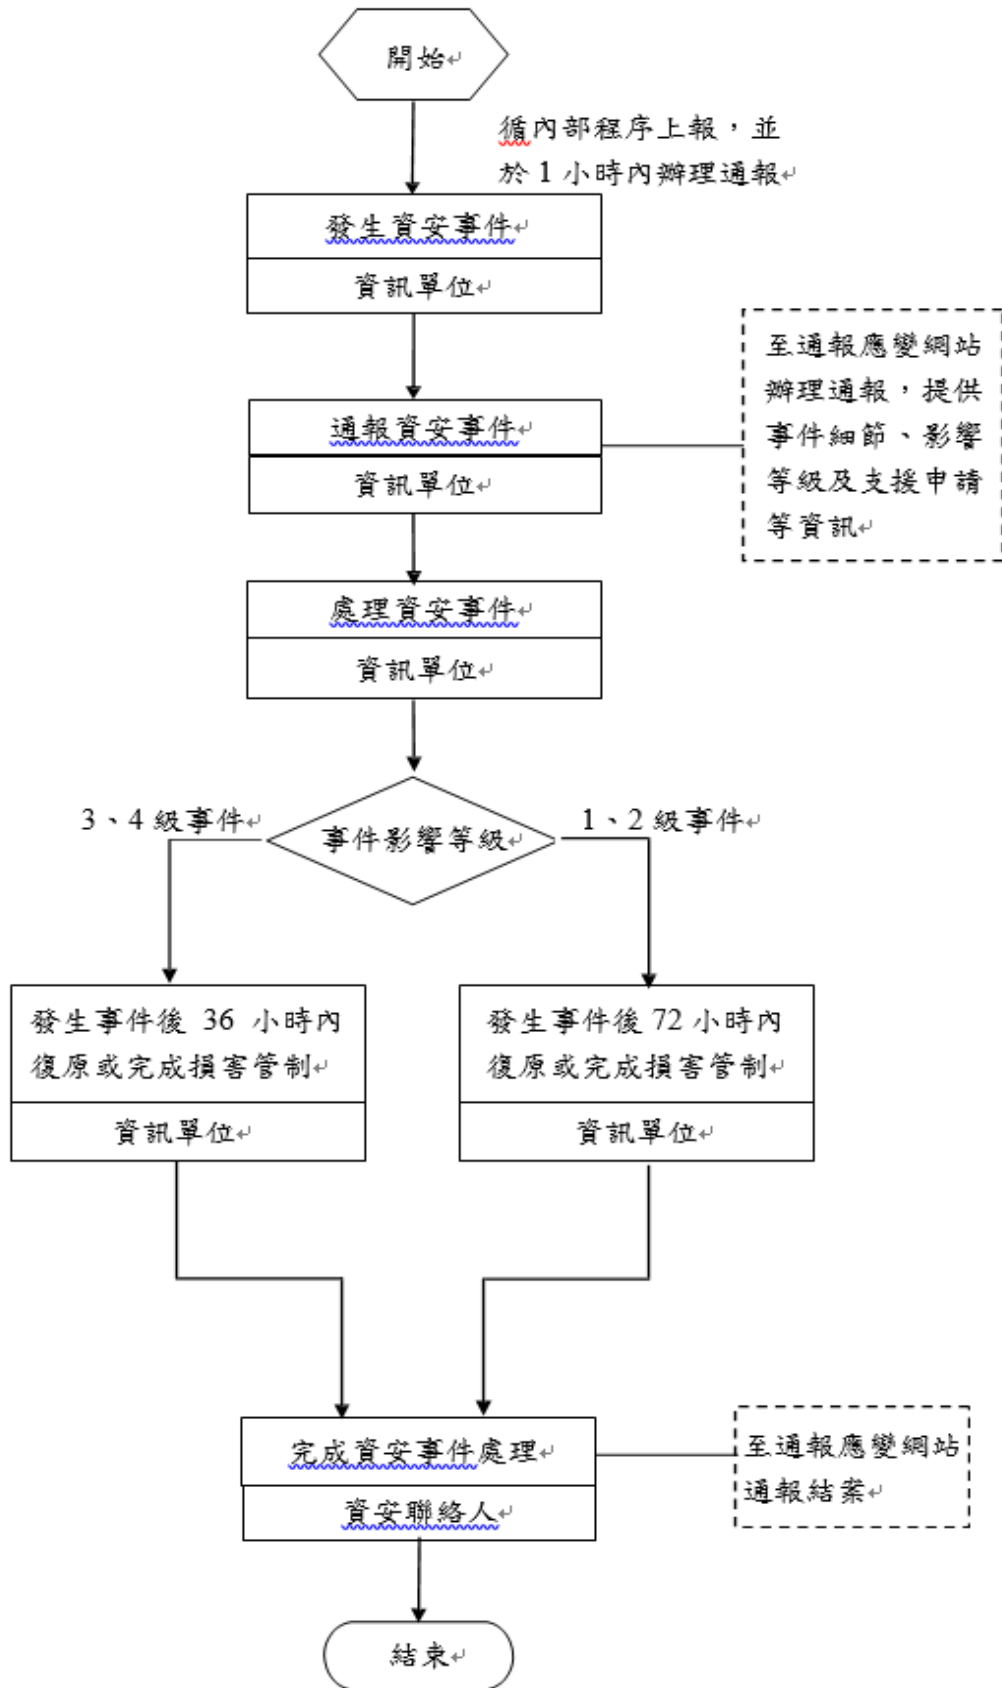 開始
循內部程序上報，並
於 1 小時內辦理通報
發生資安事件
資訊單位
至通報應變網站
辦理通報，提供
事件細節、影響
等級及支援申請
等資訊
通報資安事件
資訊單位
處理資安事件
資訊單位
3、4 級事件
事件影響等級
1、2 級事件
發生事件後 36 小時內
復原或完成損害管制
資訊單位
發生事件後 72 小時內
復原或完成損害管制
資訊單位
完成資安事件處理
資安聯絡人
至通報應變網站
通報結案
結束